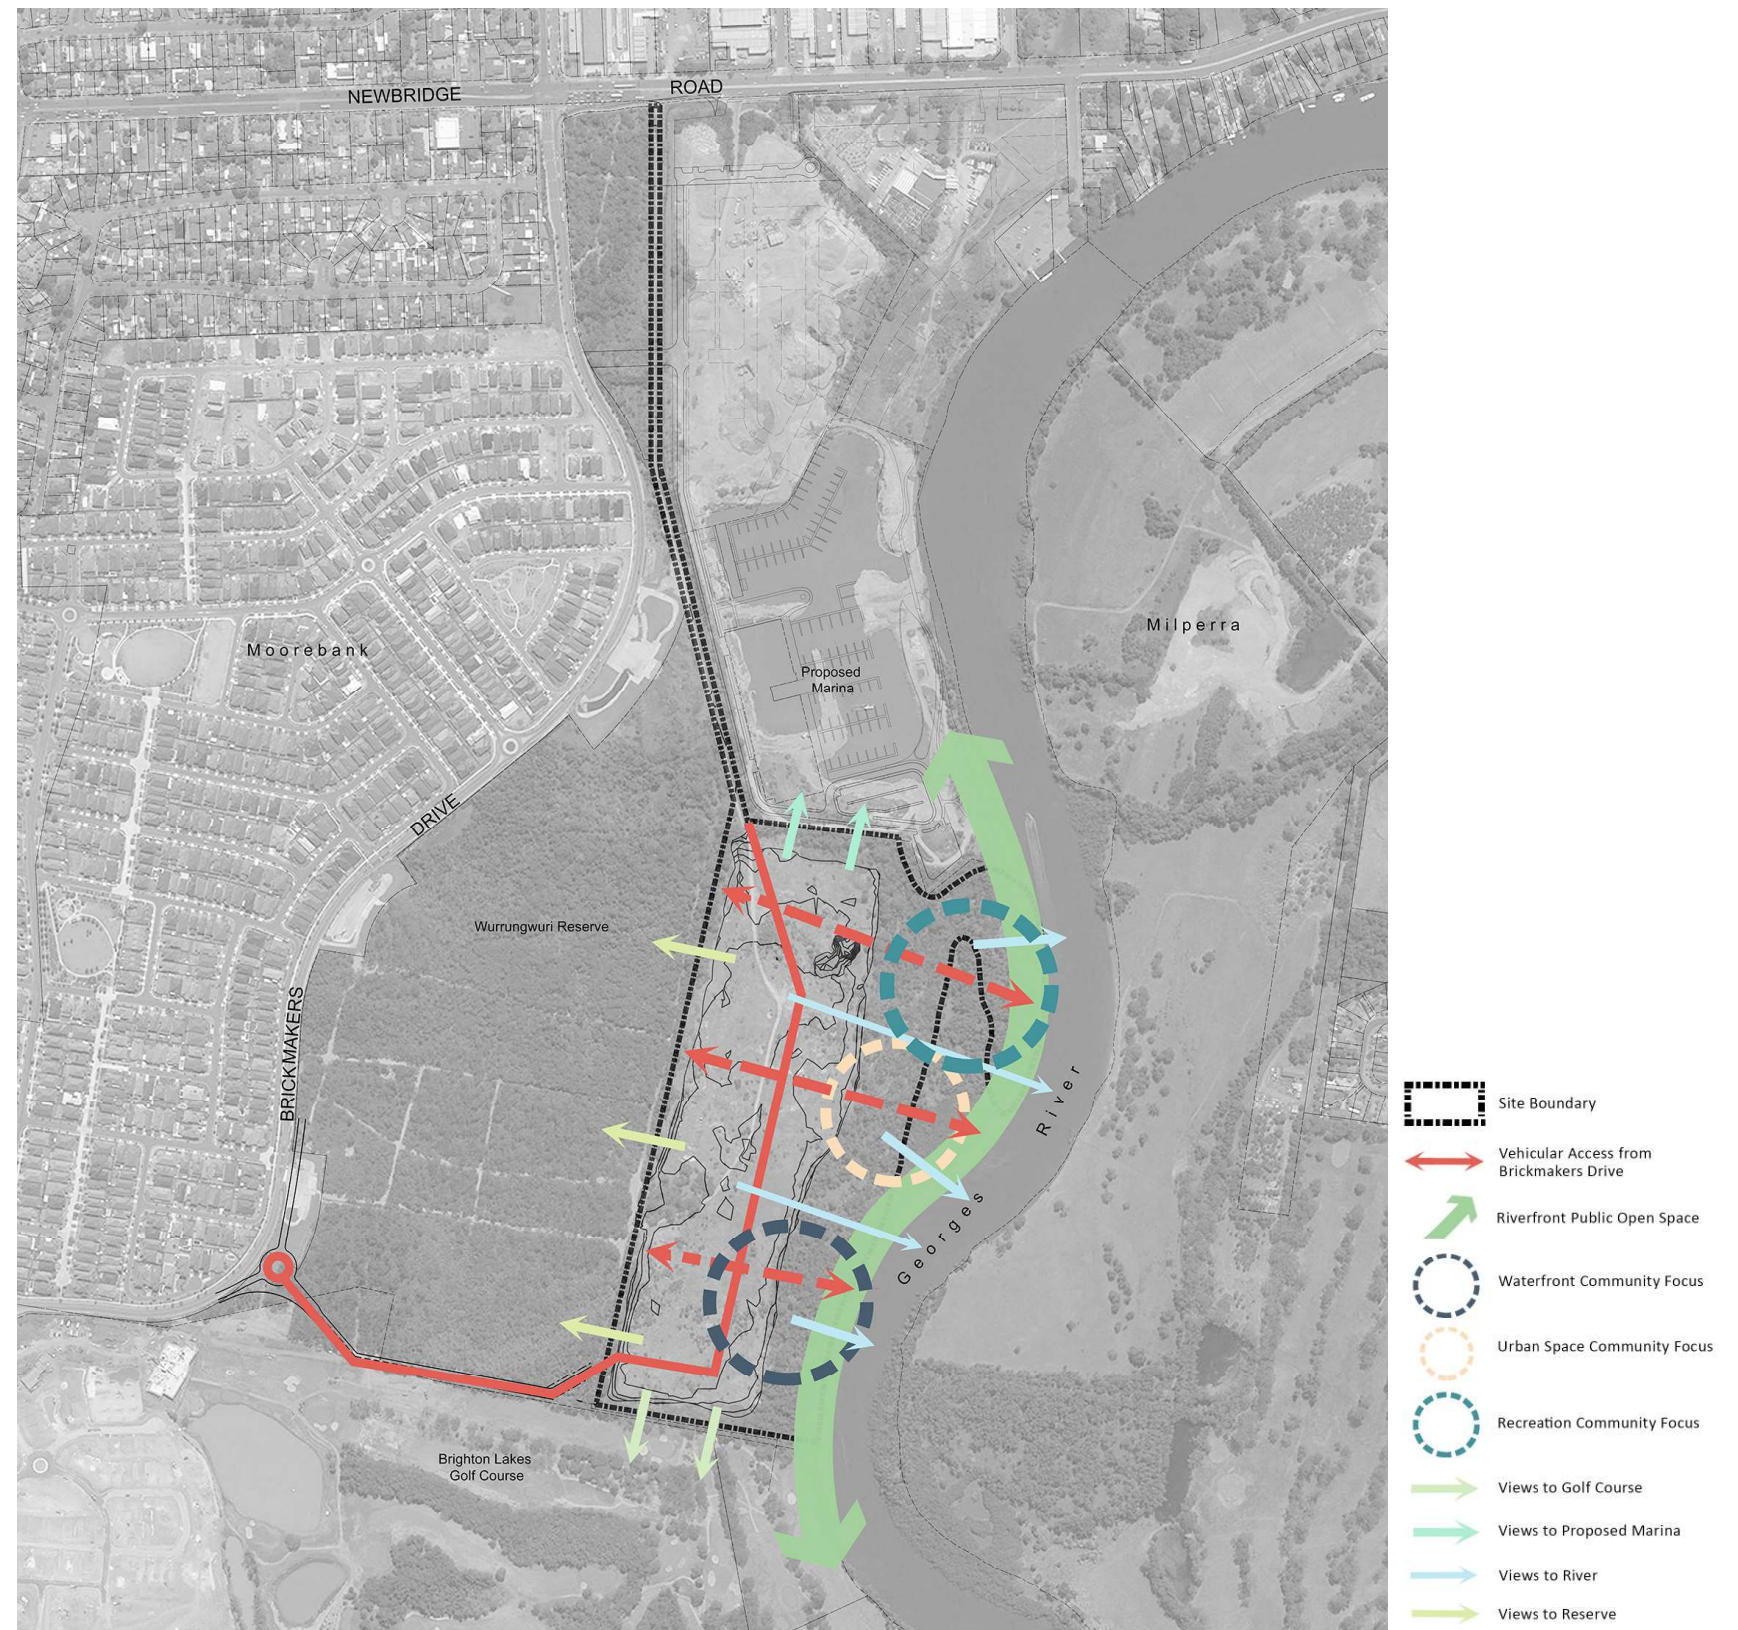 NEWBRIDGE ROAD
Moorebank
Milperra
Proposed
Marina
DRIVE
Wurrungwuri Reserve
BRICKMAKERS
Georges River
Brighton Lakes
Golf Course
Site Boundary
Vehicular Access from
Brickmakers Drive
Riverfront Public Open Space
Waterfront Community Focus
Urban Space Community Focus
Recreation Community Focus
Views to Golf Course
Views to Proposed Marina
Views to River
Views to Reserve